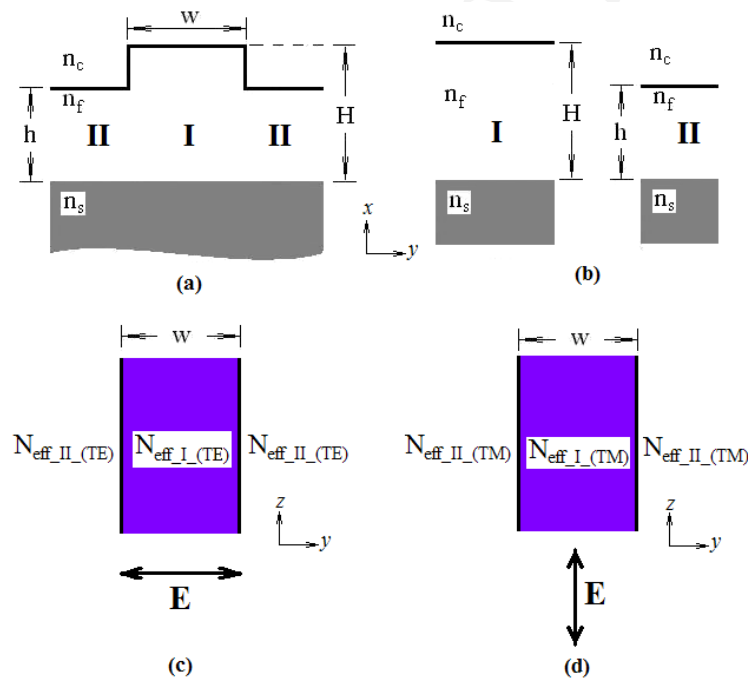 w
n_c
n_f
h
II
I
II
H
n_s
x
y
(a)
n_c
n_f
I
H
n_s
n_c
n_f
h
II
n_s
(b)
w
N_eff_II_(TE)
N_eff_I_(TE)
N_eff_II_(TE)
z
y
E
(c)
w
N_eff_II_(TM)
N_eff_I_(TM)
N_eff_II_(TM)
z
y
E
(d)